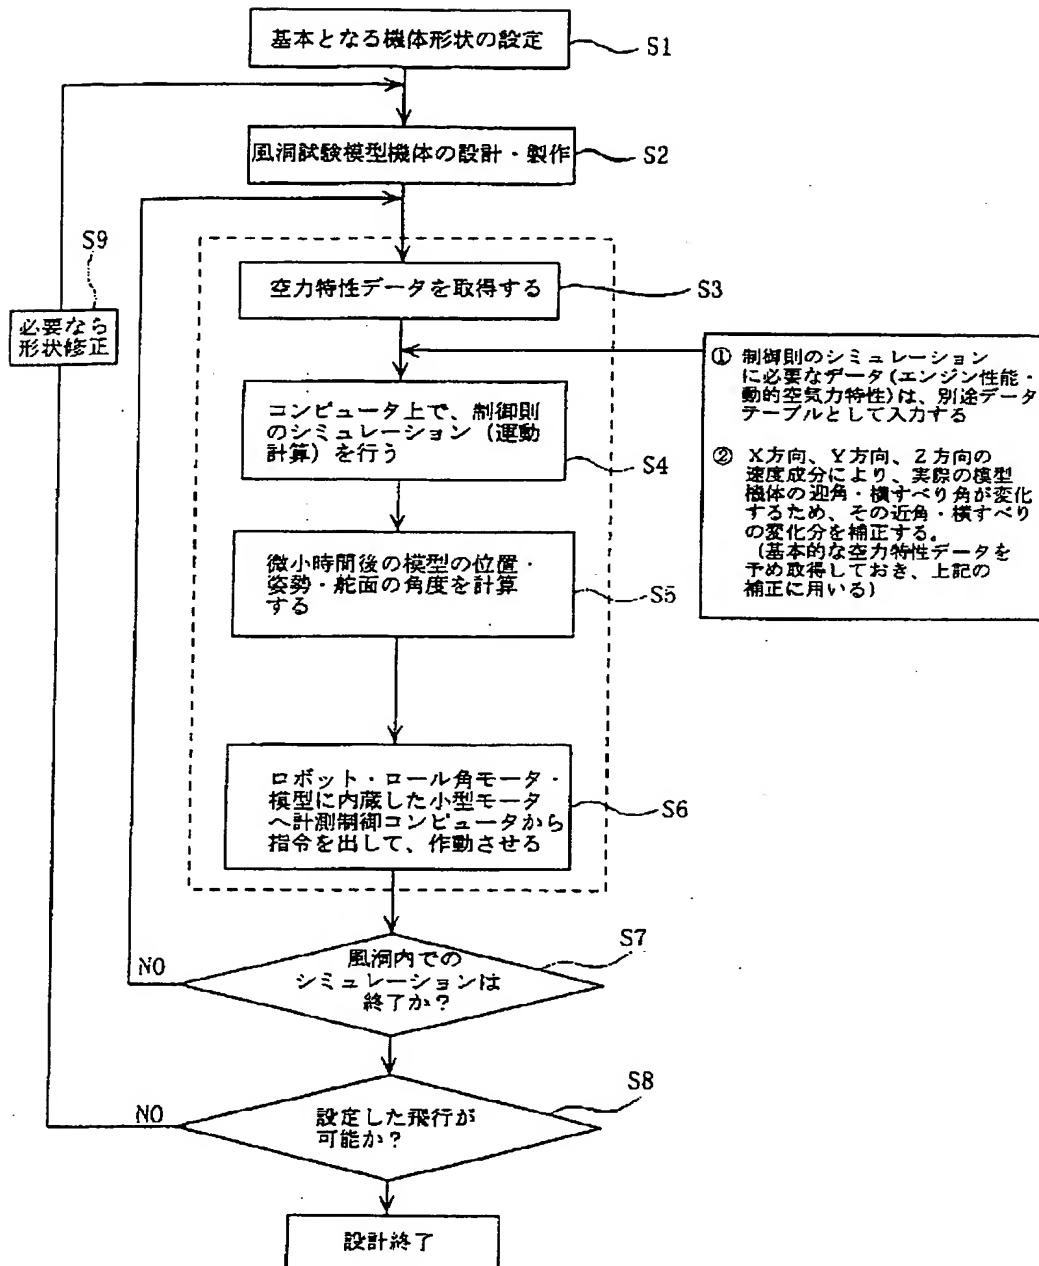 基本となる機体形状の設定
S1
風洞試験模型機体の設計・製作
S2
S9
必要なら
形状修正
空力特性データを取得する
S3
① 制御則のシミュレーション
に必要なデータ(エンジン性能・
動的空気力特性)は、別途データ
テーブルとして入力する
② X方向、Y方向、Z方向の
速度成分により、実際の模型
機体の迎角・横すべり角が変化
するため、その近角・横すべり
の変化分を補正する。
(基本的な空力特性データを
予め取得しておき、上記の
補正に用いる)
コンピュータ上で、制御則
のシミュレーション(運動
計算)を行う
S4
微小時間後の模型の位置・
姿勢・舵面の角度を計算
する
S5
ロボット・ロール角モータ・
模型に内蔵した小型モータ
へ計測制御コンピュータから
指令を出して、作動させる
S6
S7
NO
風洞内での
シミュレーションは
終了か?
S8
NO
設定した飛行が
可能か?
設計終了